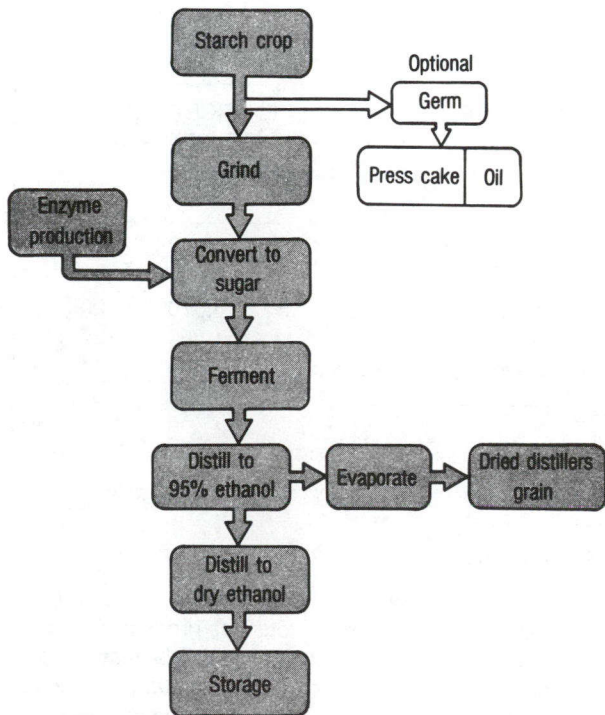 Starch crop
Optional
Germ
Press cake
Oil
Grind
Enzyme
production
Convert to
sugar
Ferment
Distill to
95% ethanol
Evaporate
Dried distillers
grain
Distill to
dry ethanol
Storage